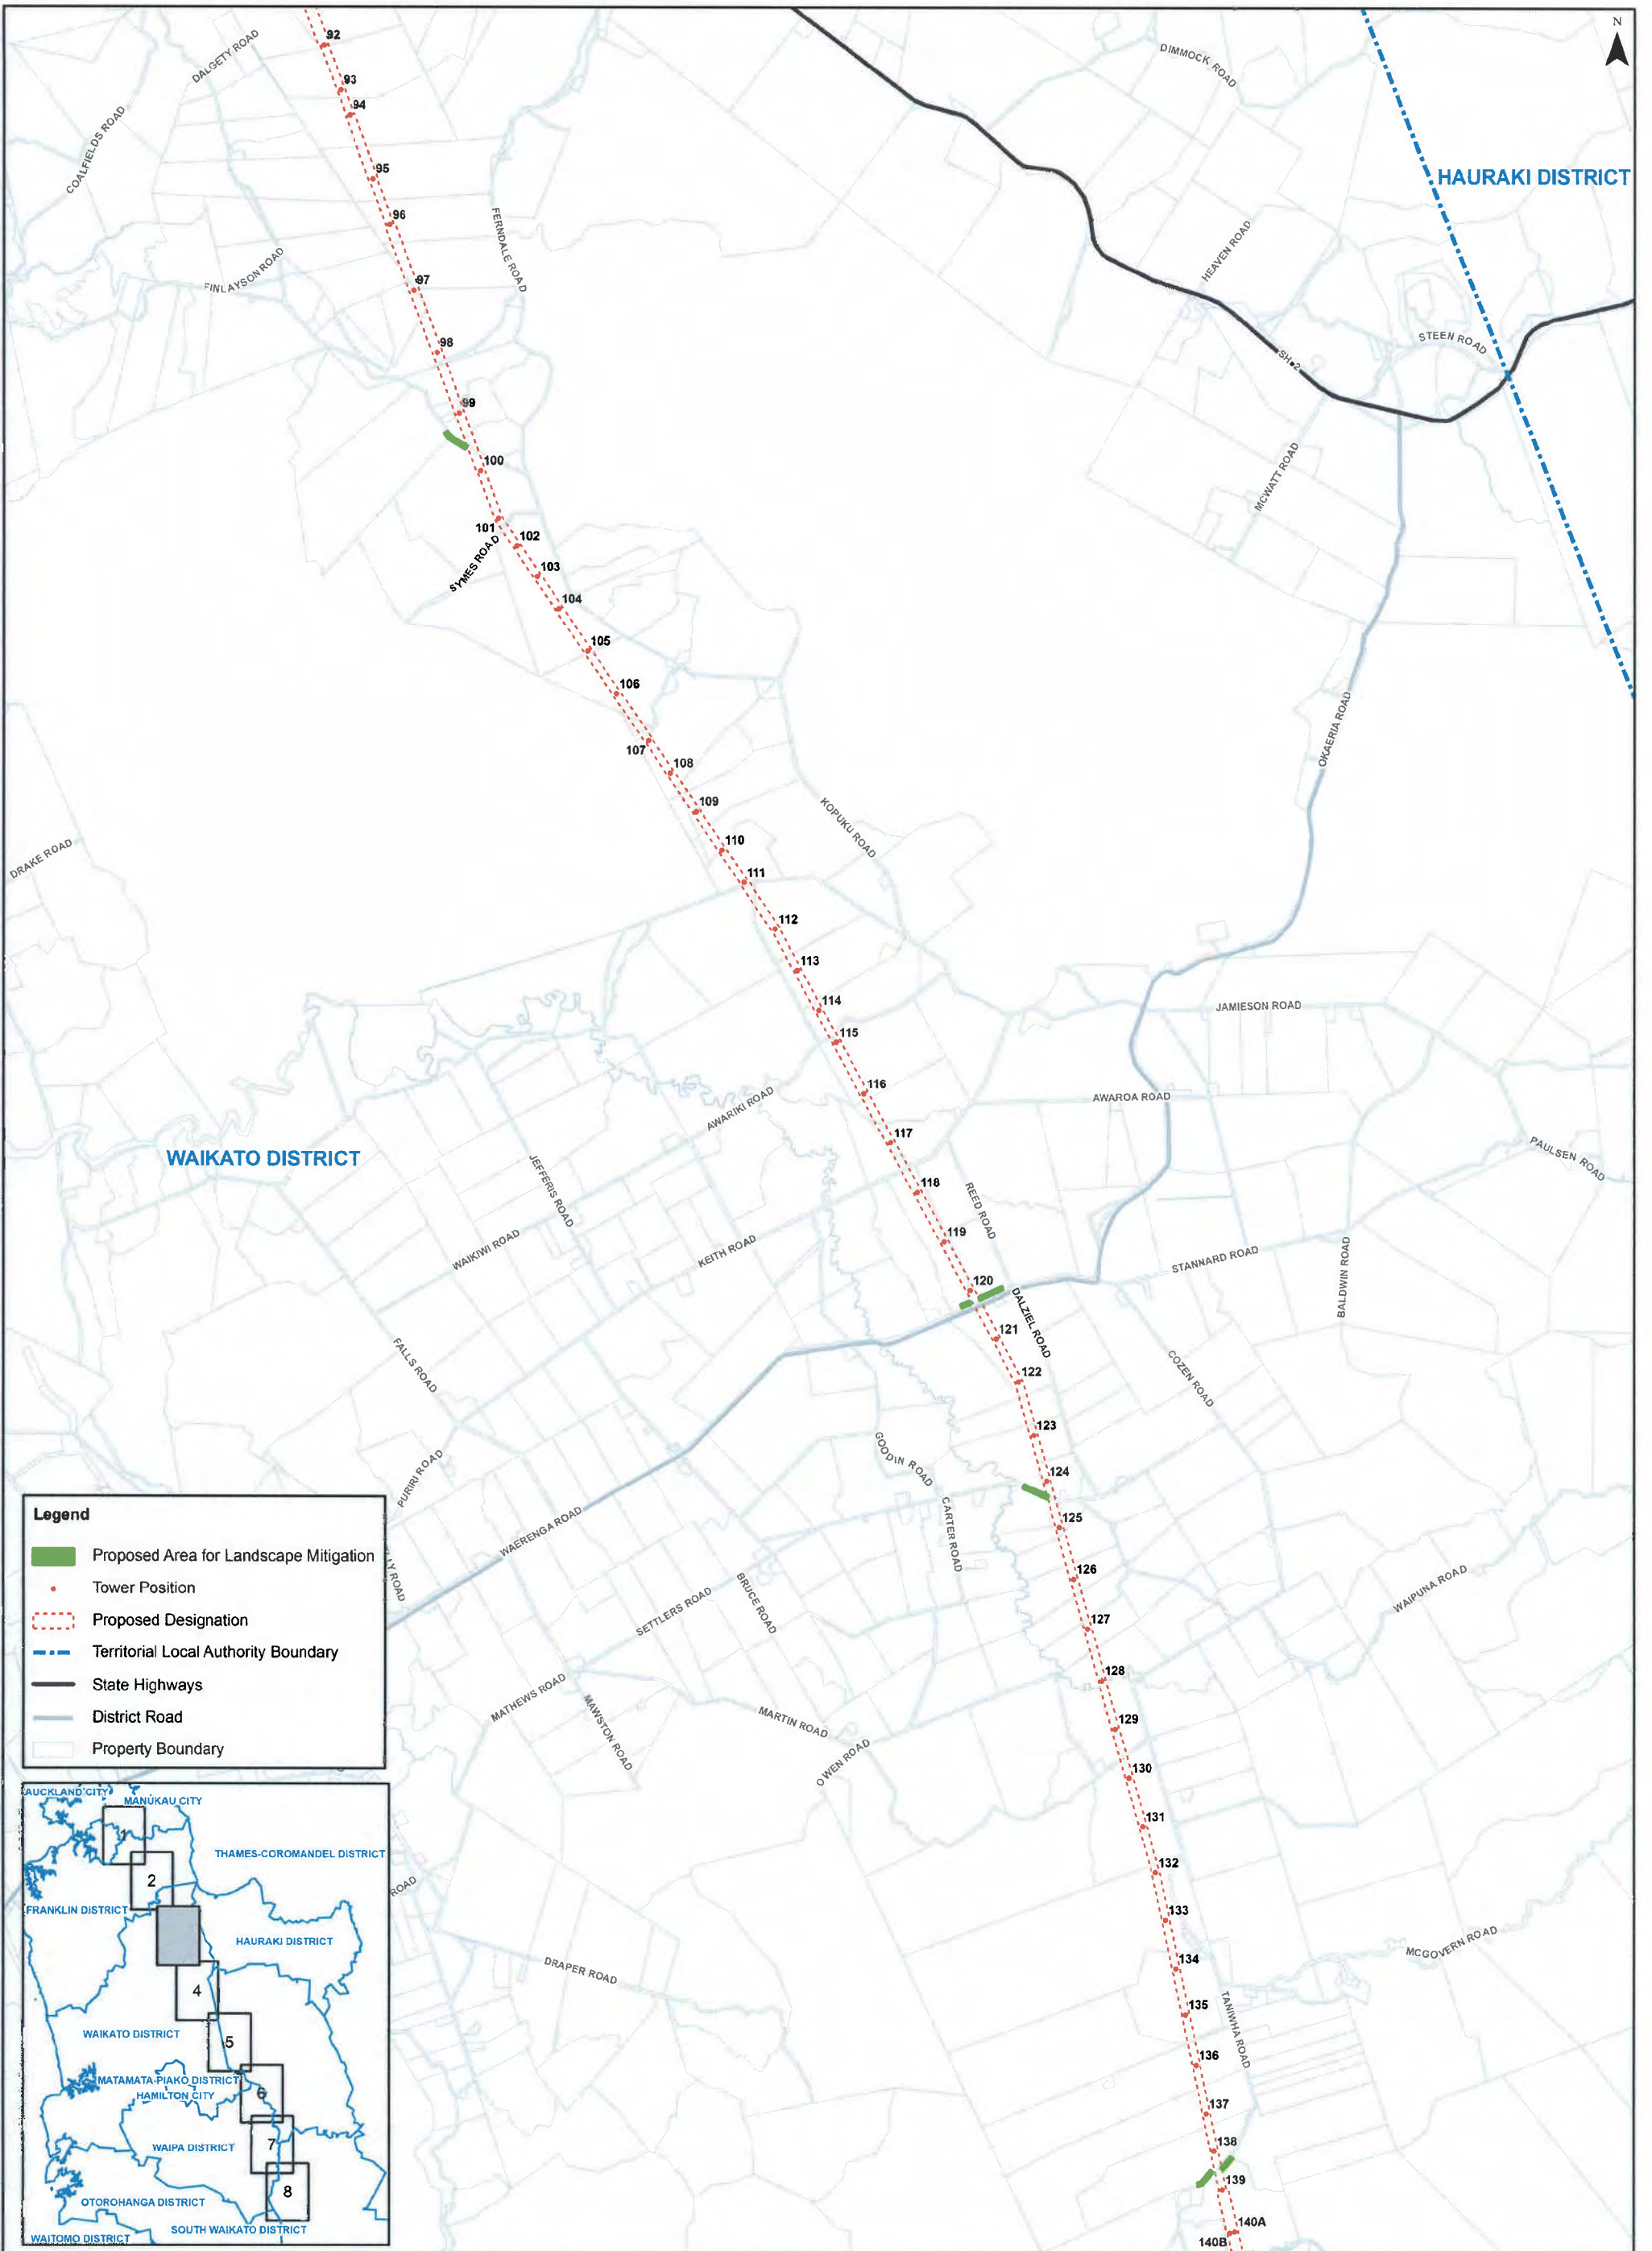 N
92
DALGETY ROAD
DIMMOCK ROAD
93
94
COALFIELDS ROAD
95
HAURAKI DISTRICT
96
FERNDALE ROAD
HEAVEN ROAD
FINLAYSON ROAD
97
98
STEEN ROAD
SH 2
99
100
MCWATT ROAD
101
102
SYMES ROAD
103
104
105
106
OKAERIA ROAD
107
108
109
KOPUKU ROAD
110
DRAKE ROAD
111
112
113
114
JAMIESON ROAD
115
116
AWARIKI ROAD
AWAROA ROAD
117
WAIKATO DISTRICT
PAULSEN ROAD
JEFFERIS ROAD
118
REED ROAD
119
WAIKIWI ROAD
KEITH ROAD
STANNARD ROAD
BALDWIN ROAD
120
DALZIEL ROAD
121
FALLS ROAD
122
COZEN ROAD
123
GOODIN ROAD
124
PURIRI ROAD
CARTER ROAD
125
WAERENGA ROAD
LY ROAD
126
BRUCE ROAD
WAIPUNA ROAD
SETTLERS ROAD
127
128
MATHEWS ROAD
MAWSTON ROAD
MARTIN ROAD
129
OWEN ROAD
130
131
132
ROAD
133
MCGOVERN ROAD
134
DRAPER ROAD
135
TANIWHA ROAD
136
137
138
139
140A
140B
Legend
Proposed Area for Landscape Mitigation
Tower Position
Proposed Designation
Territorial Local Authority Boundary
State Highways
District Road
Property Boundary
AUCKLAND CITY
MANUKAU CITY
1
THAMES-COROMANDEL DISTRICT
2
FRANKLIN DISTRICT
HAURAKI DISTRICT
4
WAIKATO DISTRICT
5
MATAMATA-PIAKO DISTRICT
HAMILTON CITY
6
WAIPA DISTRICT
7
8
OTOROHANGA DISTRICT
SOUTH WAIKATO DISTRICT
WAITOMO DISTRICT